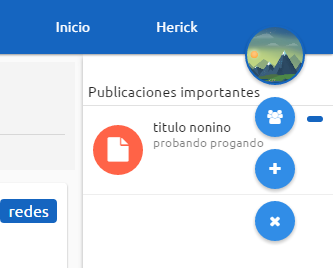 Inicio Herick
Publicaciones importantes
titulo nonino
probando progando
redes